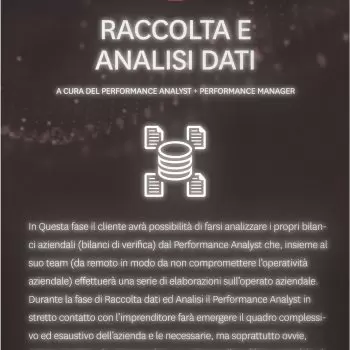 RACCOLTA E
ANALISI DATI
A CURA DEL PERFORMANCE ANALYST + PERFORMANCE MANAGER
In Questa fase il cliente avrà possibilità di farsi analizzare i propri bilan-
ci aziendali (bilanci di verifica) dal Performance Analyst che, insieme al
suo team (da remoto in modo da non compromettere l'operatività
aziendale) effettuerà una serie di elaborazioni sull'operato aziendale.
Durante la fase di Raccolta dati ed Analisi il Performance Analyst in
stretto contatto con l'imprenditore farà emergere il quadro complessi-
vo ed esaustivo dell'azienda e le necessarie, ma soprattutto ovvie,